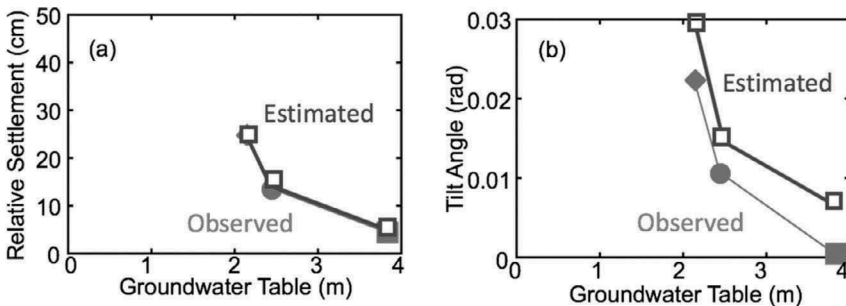 Relative Settlement (cm)
50
40
30
20
10
0
(a)
Estimated
Observed
0 1 2 3 4
Groundwater Table (m)
Tilt Angle (rad)
0.03
0.02
0.01
0
(b)
Estimated
Observed
0 1 2 3 4
Groundwater Table (m)